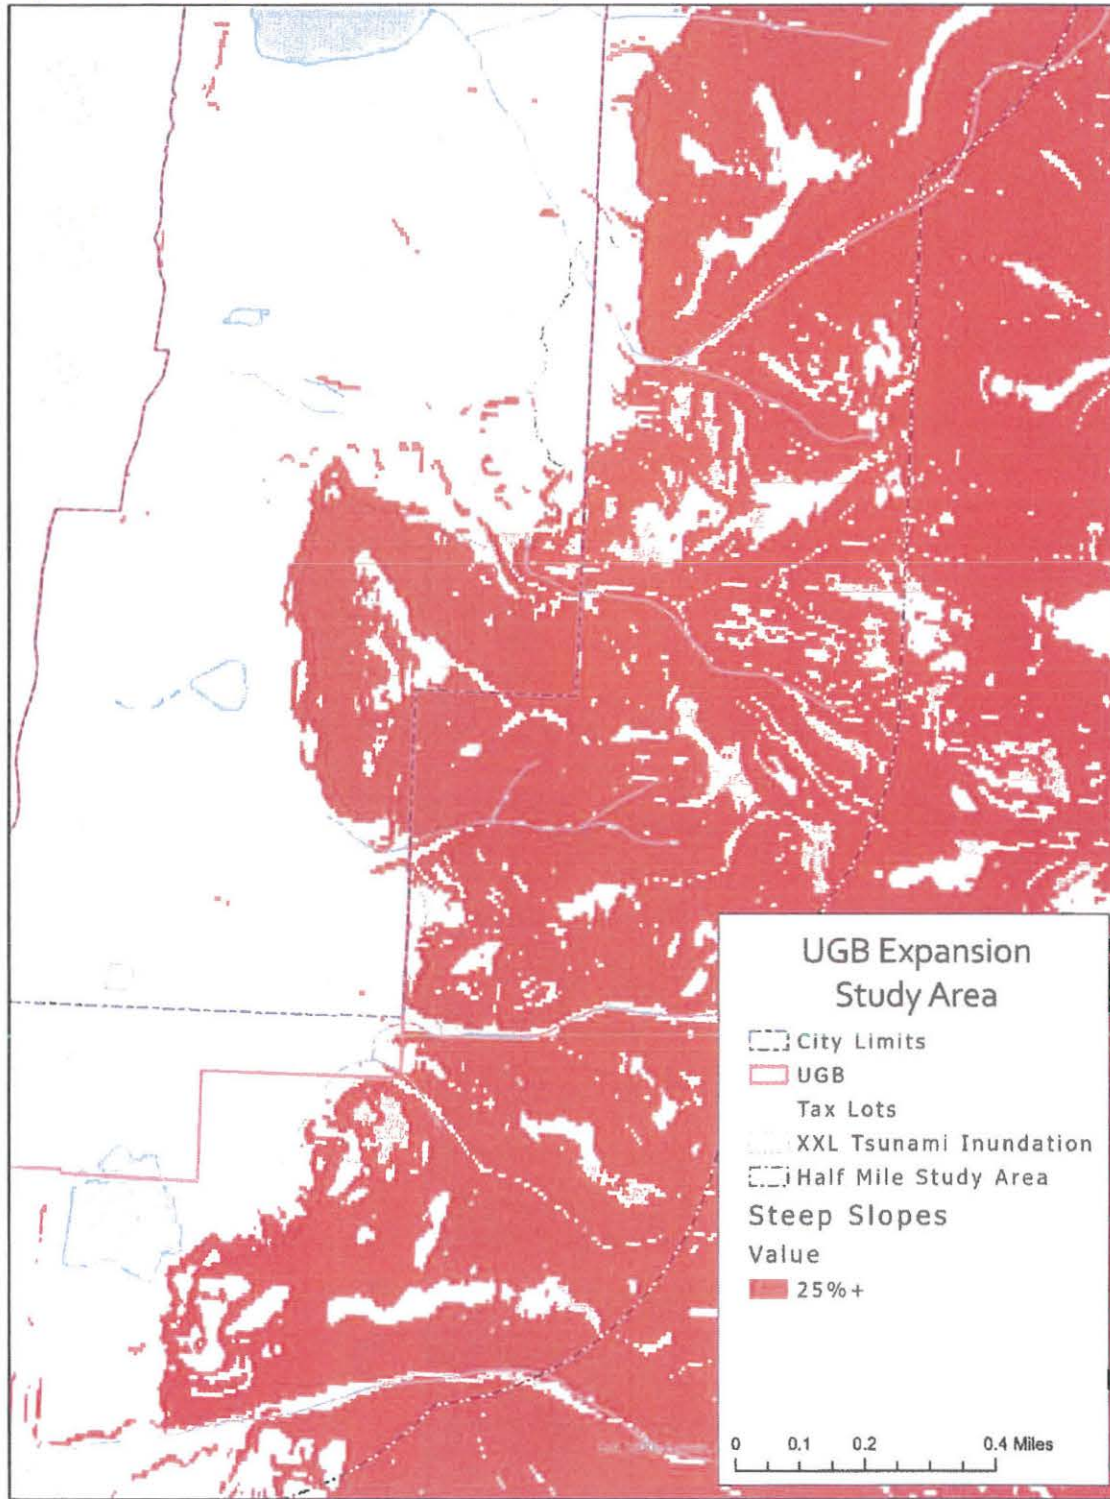 UGB Expansion
Study Area
City Limits
UGB
Tax Lots
XXL Tsunami Inundation
Half Mile Study Area
Steep Slopes
Value
25%+
0 0.1 0.2 0.4 Miles